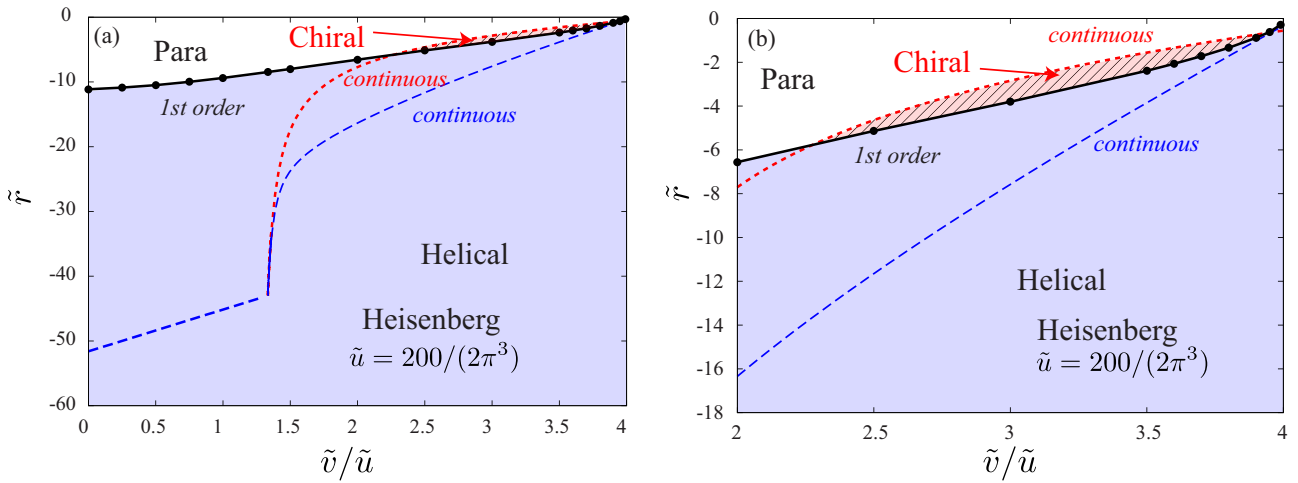 0
-10
-20
-30
-40
-50
-60
r̃
(a)
Para
Chiral
continuous
1st order
continuous
Helical
Heisenberg
ũ = 200/(2π³)
0 0.5 1 1.5 2 2.5 3 3.5 4
ṽ/ũ
0
-2
-4
-6
-8
-10
-12
-14
-16
-18
r̃
(b)
continuous
Chiral
Para
1st order
continuous
Helical
Heisenberg
ũ = 200/(2π³)
2 2.5 3 3.5 4
ṽ/ũ